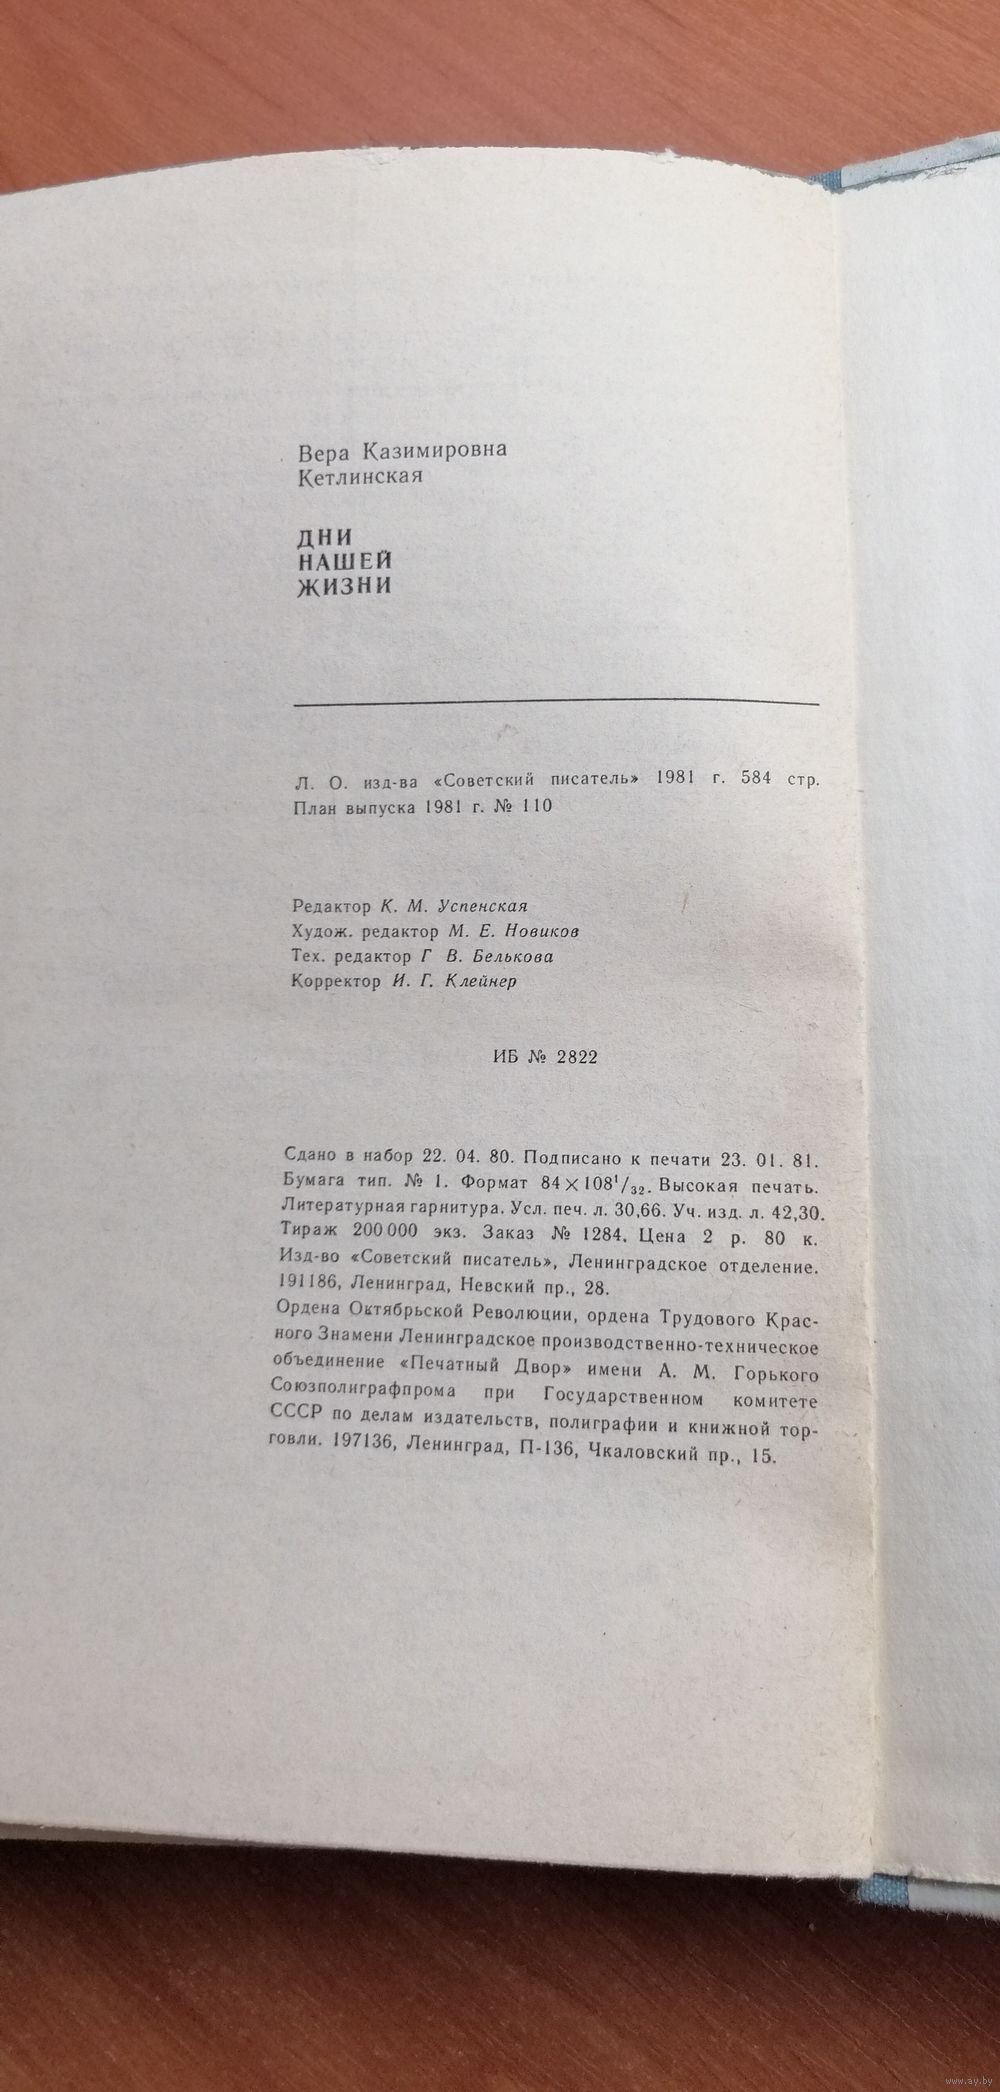 Вера Казимировна
Кетлинская
ДНИ
НАШЕЙ
ЖИЗНИ
Л. О. изд-ва «Советский писатель» 1981 г. 584 стр.
План выпуска 1981 г. № 110
Редактор К. М. Успенская
Худож. редактор М. Е. Новиков
Тех. редактор Г В. Белькова
Корректор И. Г. Клейнер
ИБ № 2822
Сдано в набор 22. 04. 80. Подписано к печати 23. 01. 81.
Бумага тип. № 1. Формат 84×108¹/₃₂. Высокая печать.
Литературная гарнитура. Усл. печ. л. 30,66. Уч. изд. л. 42,30.
Тираж 200 000 экз. Заказ № 1284. Цена 2 р. 80 к.
Изд-во «Советский писатель», Ленинградское отделение.
191186, Ленинград, Невский пр., 28.
Ордена Октябрьской Революции, ордена Трудового Крас-
ного Знамени Ленинградское производственно-техническое
объединение «Печатный Двор» имени А. М. Горького
Союзполиграфпрома при Государственном комитете
СССР по делам издательств, полиграфии и книжной тор-
говли. 197136, Ленинград, П-136, Чкаловский пр., 15.
www.ay.by